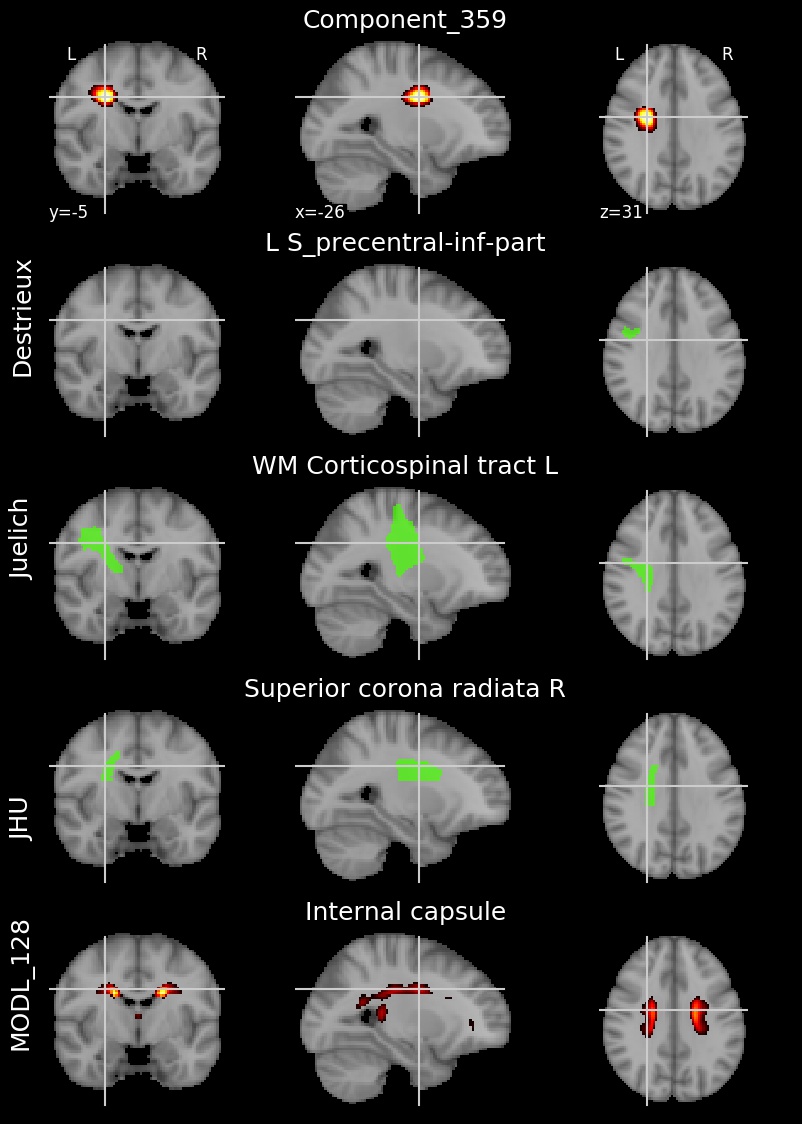 Component_359
L R L R
y=-5 x=-26 z=31
L S_precentral-inf-part
Destrieux
WM Corticospinal tract L
Juelich
Superior corona radiata R
JHU
Internal capsule
MODL_128